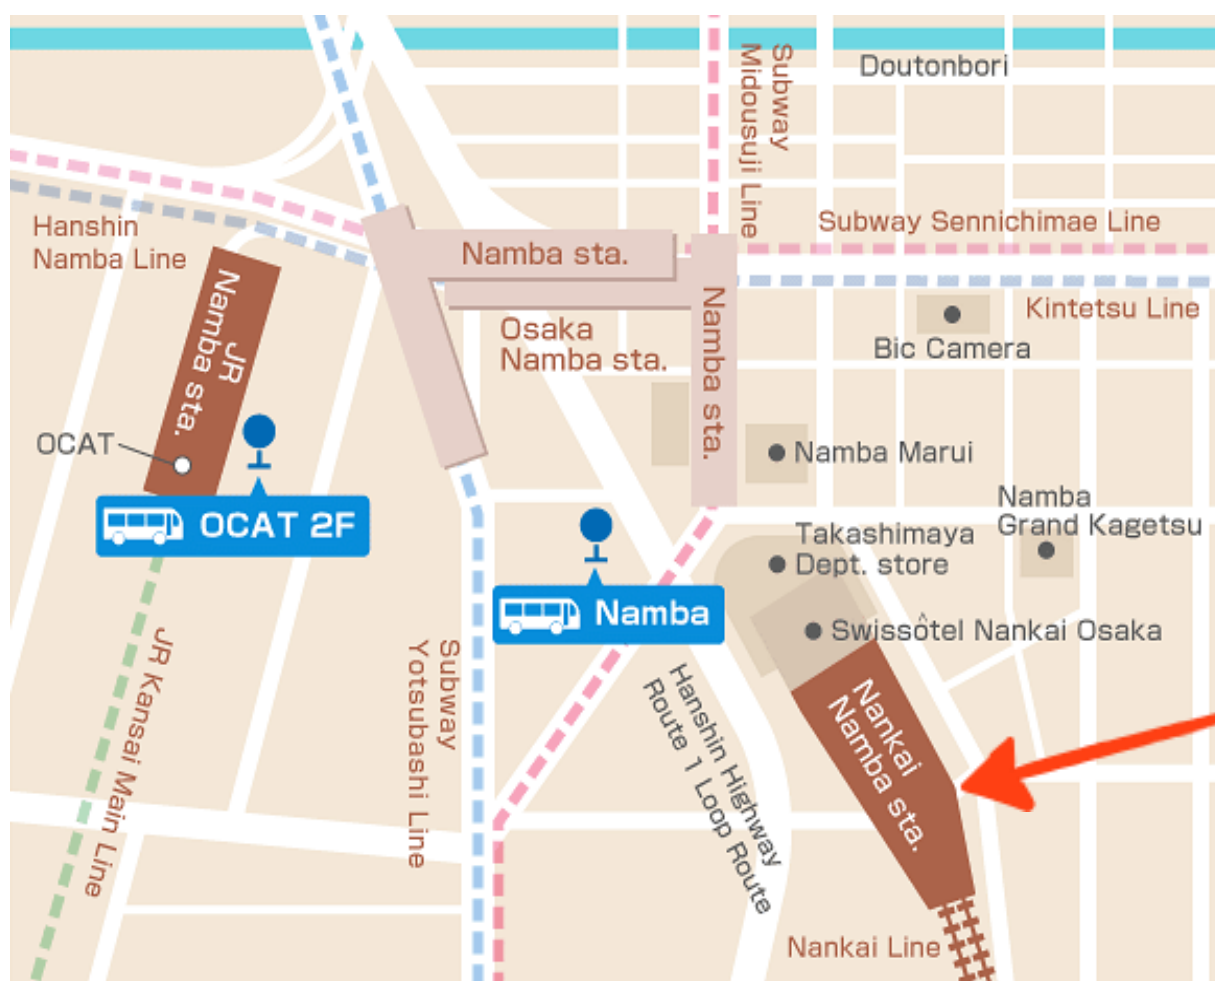 Doutonbori
Subway
Midousuji Line
Subway Sennichimae Line
Hanshin
Namba Line
Namba sta.
Kintetsu Line
Osaka
Namba sta.
Namba sta.
Bic Camera
JR
Namba sta.
OCAT
Namba Marui
OCAT 2F
Namba
Grand Kagetsu
Takashimaya
Dept. store
Namba
Swissôtel Nankai Osaka
Subway
Yotsubashi Line
JR Kansai Main Line
Hanshin Highway
Route 1 Loop Route
Nankai
Namba sta.
Nankai Line